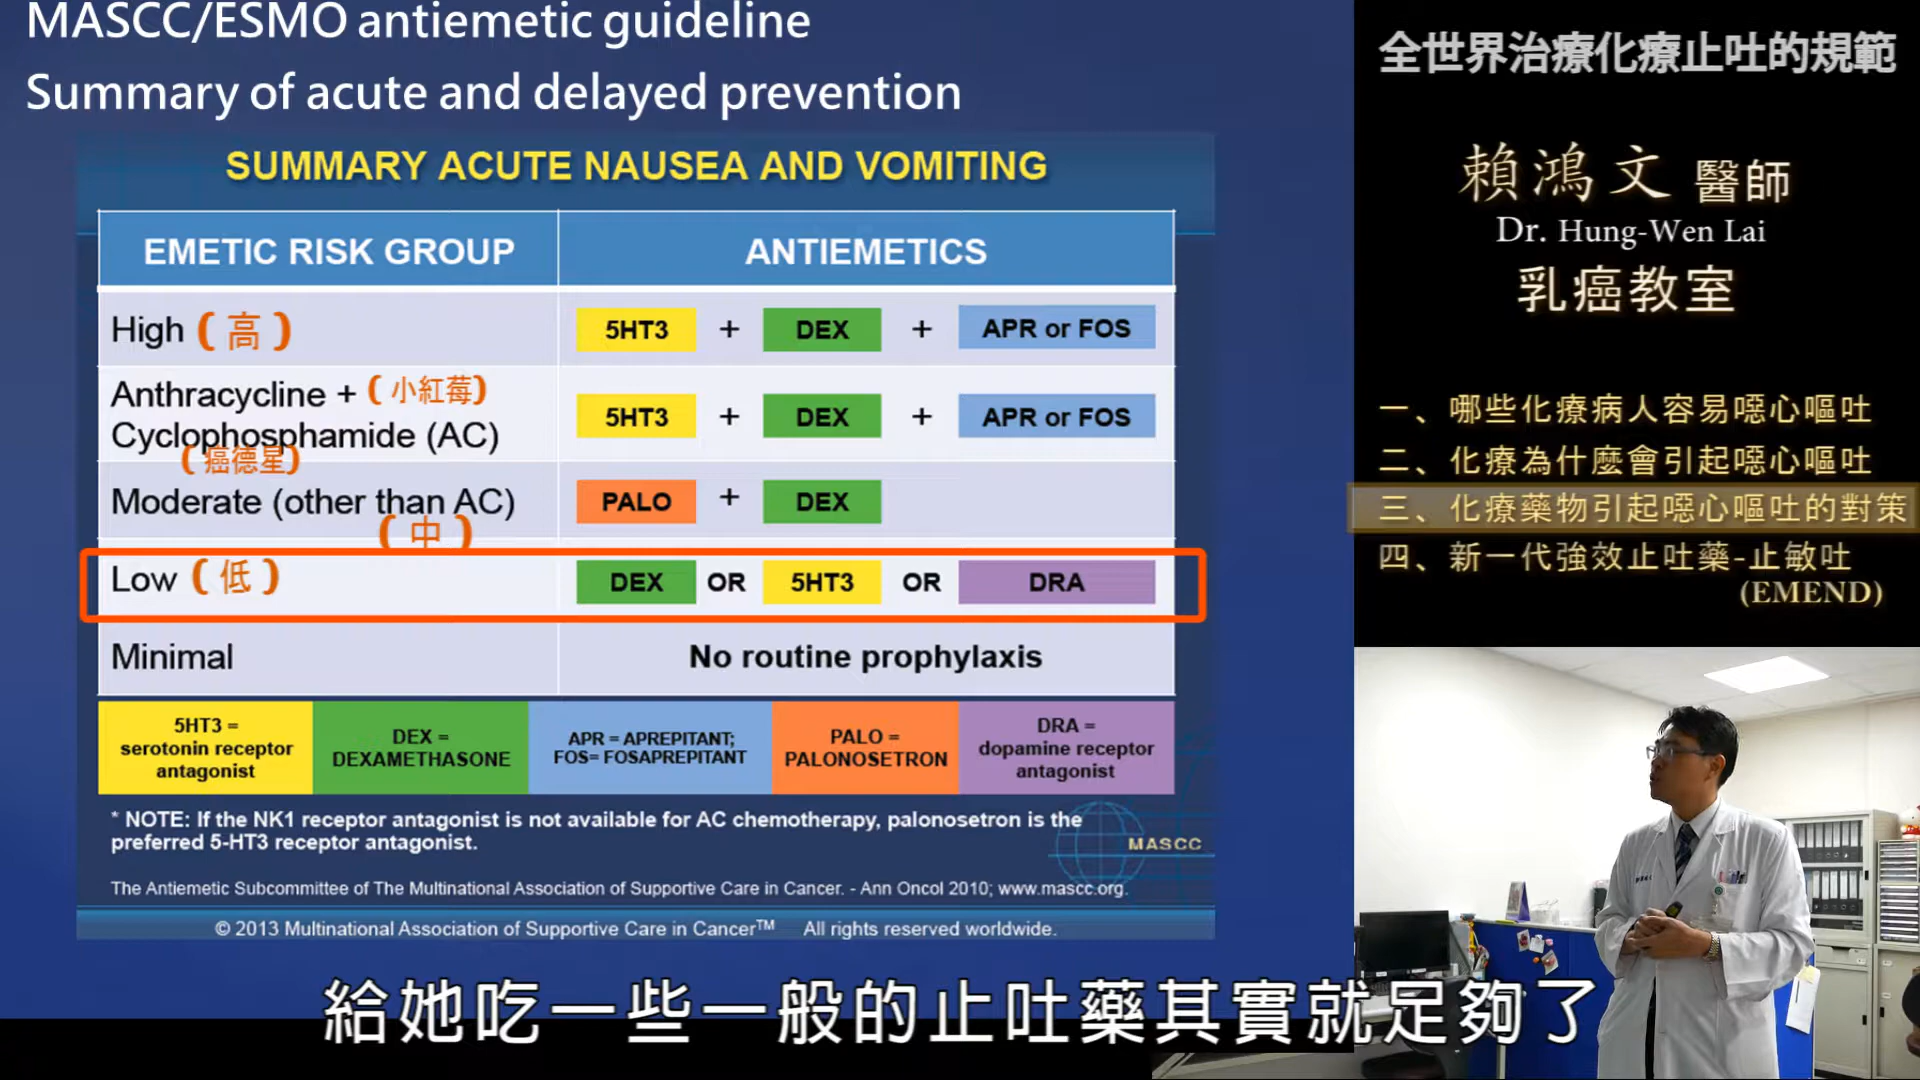 MASCC/ESMO antiemetic guideline
Summary of acute and delayed prevention
SUMMARY ACUTE NAUSEA AND VOMITING
EMETIC RISK GROUP
ANTIEMETICS
High (高)
5HT3 + DEX + APR or FOS
Anthracycline + (小紅莓)
Cyclophosphamide (AC)
(癌德星)
5HT3 + DEX + APR or FOS
Moderate (other than AC)
(中)
PALO + DEX
Low (低)
DEX OR 5HT3 OR DRA
Minimal
No routine prophylaxis
5HT3 =
serotonin receptor
antagonist
DEX =
DEXAMETHASONE
APR = APREPITANT;
FOS= FOSAPREPITANT
PALO =
PALONOSETRON
DRA =
dopamine receptor
antagonist
* NOTE: If the NK1 receptor antagonist is not available for AC chemotherapy, palonosetron is the
preferred 5-HT3 receptor antagonist.
MASCC
The Antiemetic Subcommittee of The Multinational Association of Supportive Care in Cancer. - Ann Oncol 2010; www.mascc.org.
© 2013 Multinational Association of Supportive Care in Cancer™ All rights reserved worldwide.
全世界治療化療止吐的規範
賴鴻文 醫師
Dr. Hung-Wen Lai
乳癌教室
一、哪些化療病人容易噁心嘔吐
二、化療為什麼會引起噁心嘔吐
三、化療藥物引起噁心嘔吐的對策
四、新一代強效止吐藥-止敏吐
(EMEND)
給她吃一些一般的止吐藥其實就足夠了